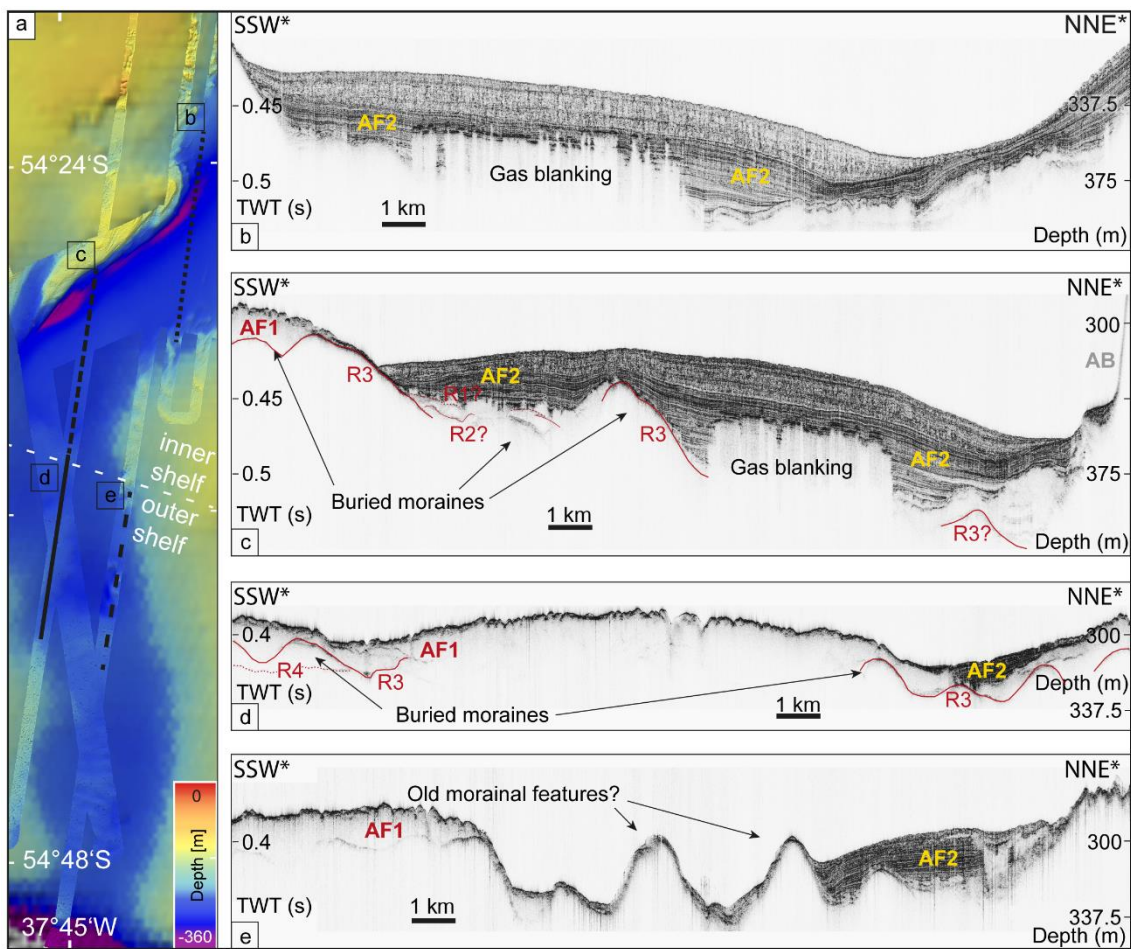 a
b
54°24‘S
c
d
e
inner
shelf
outer
shelf
0
Depth [m]
-360
54°48‘S
37°45‘W
SSW*
NNE*
0.45
337.5
AF2
Gas blanking
AF2
0.5
375
TWT (s)
1 km
b
Depth (m)
SSW*
NNE*
300
AF1
AB
R3
AF2
0.45
R1?
R2?
R3
Gas blanking
AF2
0.5
375
Buried moraines
TWT (s)
1 km
R3?
c
Depth (m)
SSW*
NNE*
0.4
300
AF1
AF2
R4
R3
TWT (s)
Buried moraines
R3
Depth (m)
1 km
d
337.5
SSW*
NNE*
Old morainal features?
0.4
AF1
300
AF2
TWT (s)
1 km
337.5
e
Depth (m)